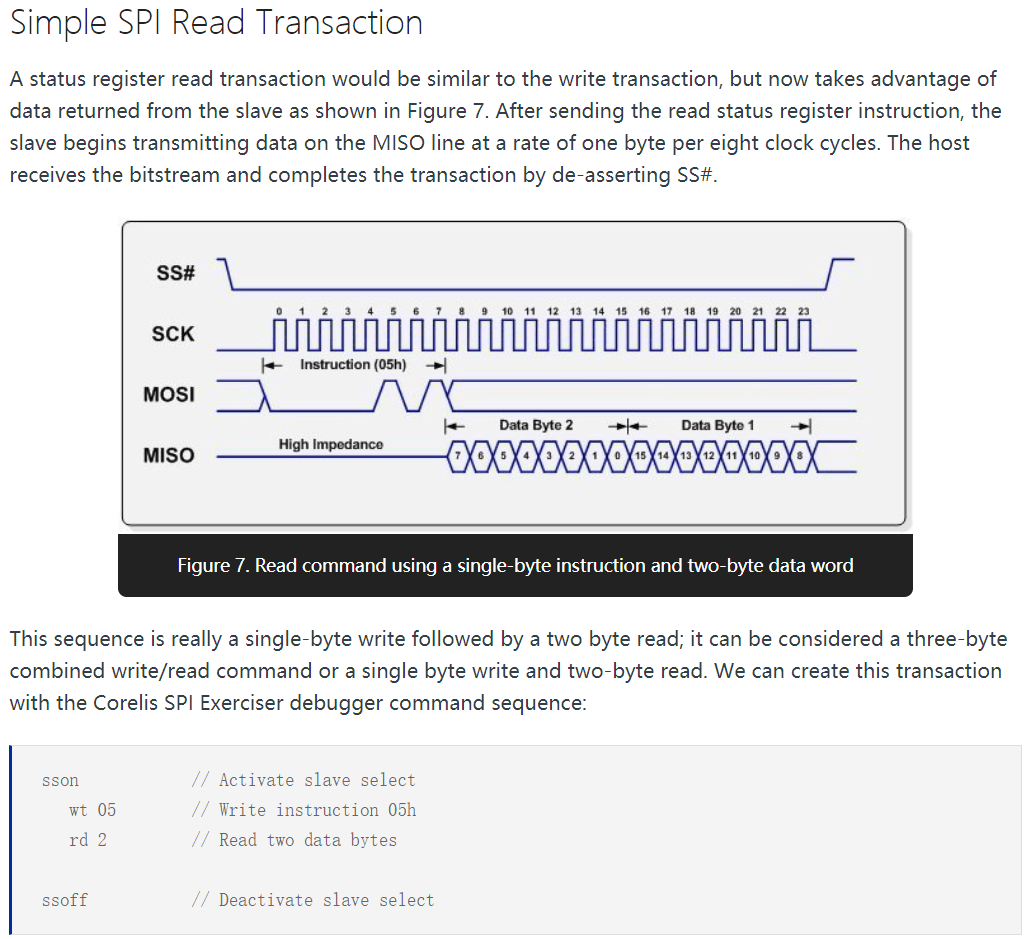 Simple SPI Read Transaction
A status register read transaction would be similar to the write transaction, but now takes advantage of
data returned from the slave as shown in Figure 7. After sending the read status register instruction, the
slave begins transmitting data on the MISO line at a rate of one byte per eight clock cycles. The host
receives the bitstream and completes the transaction by de-asserting SS#.
SS#
0 1 2 3 4 5 6 7 8 9 10 11 12 13 14 15 16 17 18 19 20 21 22 23
SCK
Instruction (05h)
MOSI
Data Byte 2 Data Byte 1
High Impedance
MISO
7 6 5 4 3 2 1 0 15 14 13 12 11 10 9 8
Figure 7. Read command using a single-byte instruction and two-byte data word
This sequence is really a single-byte write followed by a two byte read; it can be considered a three-byte
combined write/read command or a single byte write and two-byte read. We can create this transaction
with the Corelis SPI Exerciser debugger command sequence:
sson // Activate slave select
wt 05 // Write instruction 05h
rd 2 // Read two data bytes
ssoff // Deactivate slave select